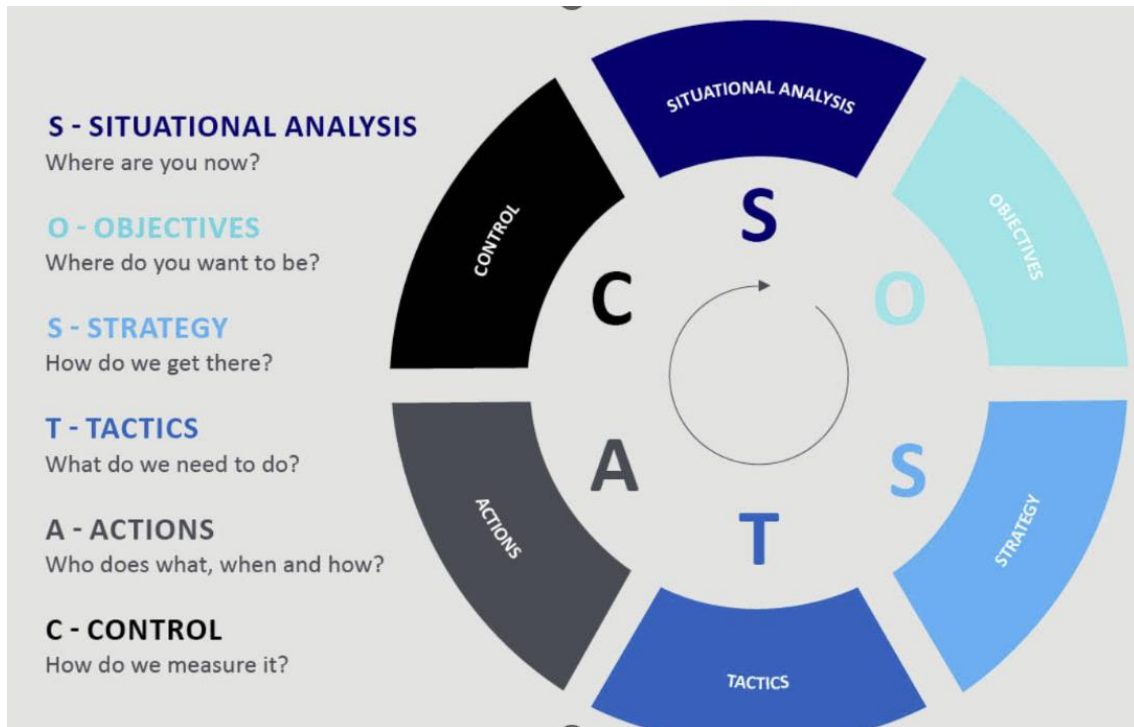 S - SITUATIONAL ANALYSIS
Where are you now?
O - OBJECTIVES
Where do you want to be?
S - STRATEGY
How do we get there?
T - TACTICS
What do we need to do?
A - ACTIONS
Who does what, when and how?
C - CONTROL
How do we measure it?
SITUATIONAL ANALYSIS
OBJECTIVES
STRATEGY
TACTICS
ACTIONS
CONTROL
S
O
S
T
A
C